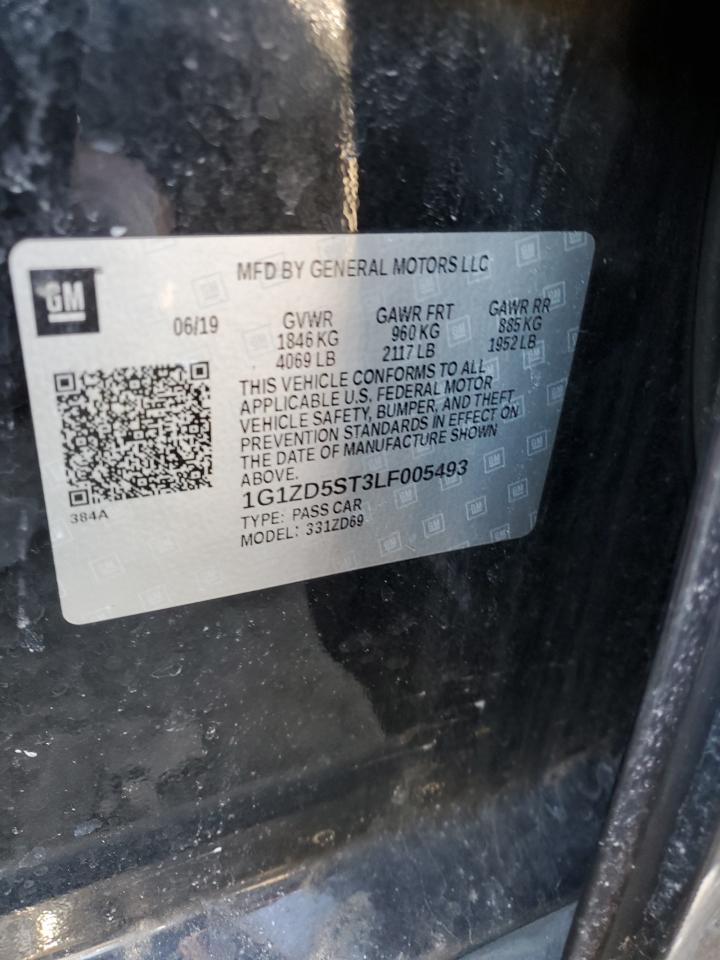 GM
MFD BY GENERAL MOTORS LLC
06/19
GVWR
1846 KG
4069 LB
GAWR FRT
960 KG
2117 LB
GAWR RR
885 KG
1952 LB
THIS VEHICLE CONFORMS TO ALL
APPLICABLE U.S. FEDERAL MOTOR
VEHICLE SAFETY, BUMPER, AND THEFT
PREVENTION STANDARDS IN EFFECT ON
THE DATE OF MANUFACTURE SHOWN
ABOVE.
1G1ZD5ST3LF005493
TYPE: PASS CAR
MODEL: 331ZD69
384A